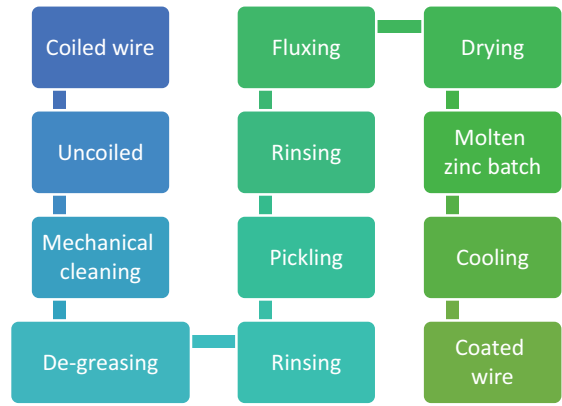 Coiled wire
Uncoiled
Mechanical
cleaning
De-greasing
Rinsing
Pickling
Rinsing
Fluxing
Drying
Molten
zinc batch
Cooling
Coated
wire